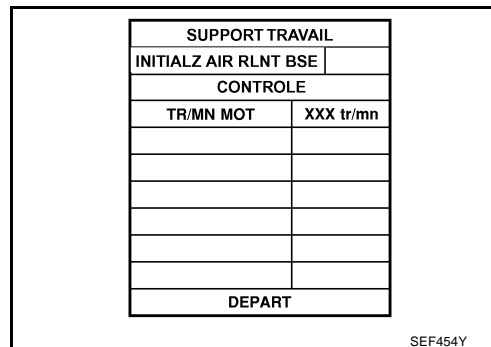 SUPPORT TRAVAIL
INITIALZ AIR RLNT BSE
CONTROLE
TR/MN MOT XXX tr/mn
DEPART
SEF454Y